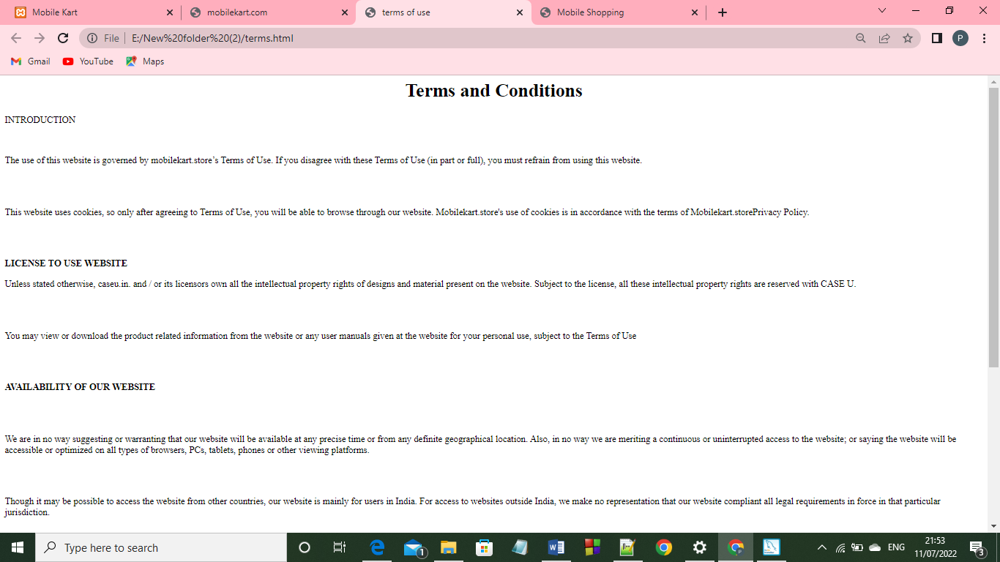 Mobile Kart
mobilekart.com
terms of use
Mobile Shopping
File
E:/New%20folder%20(2)/terms.html
P
Gmail
YouTube
Maps
Terms and Conditions
INTRODUCTION
The use of this website is governed by mobilekart.store’s Terms of Use. If you disagree with these Terms of Use (in part or full), you must refrain from using this website.
This website uses cookies, so only after agreeing to Terms of Use, you will be able to browse through our website. Mobilekart.store's use of cookies is in accordance with the terms of Mobilekart.storePrivacy Policy.
LICENSE TO USE WEBSITE
Unless stated otherwise, caseu.in. and / or its licensors own all the intellectual property rights of designs and material present on the website. Subject to the license, all these intellectual property rights are reserved with CASE U.
You may view or download the product related information from the website or any user manuals given at the website for your personal use, subject to the Terms of Use
AVAILABILITY OF OUR WEBSITE
We are in no way suggesting or warranting that our website will be available at any precise time or from any definite geographical location. Also, in no way we are meriting a continuous or uninterrupted access to the website; or saying the website will be
accessible or optimized on all types of browsers, PCs, tablets, phones or other viewing platforms.
Though it may be possible to access the website from other countries, our website is mainly for users in India. For access to websites outside India, we make no representation that our website compliant all legal requirements in force in that particular
jurisdiction.
Type here to search
1
ENG
21:53
11/07/2022
3